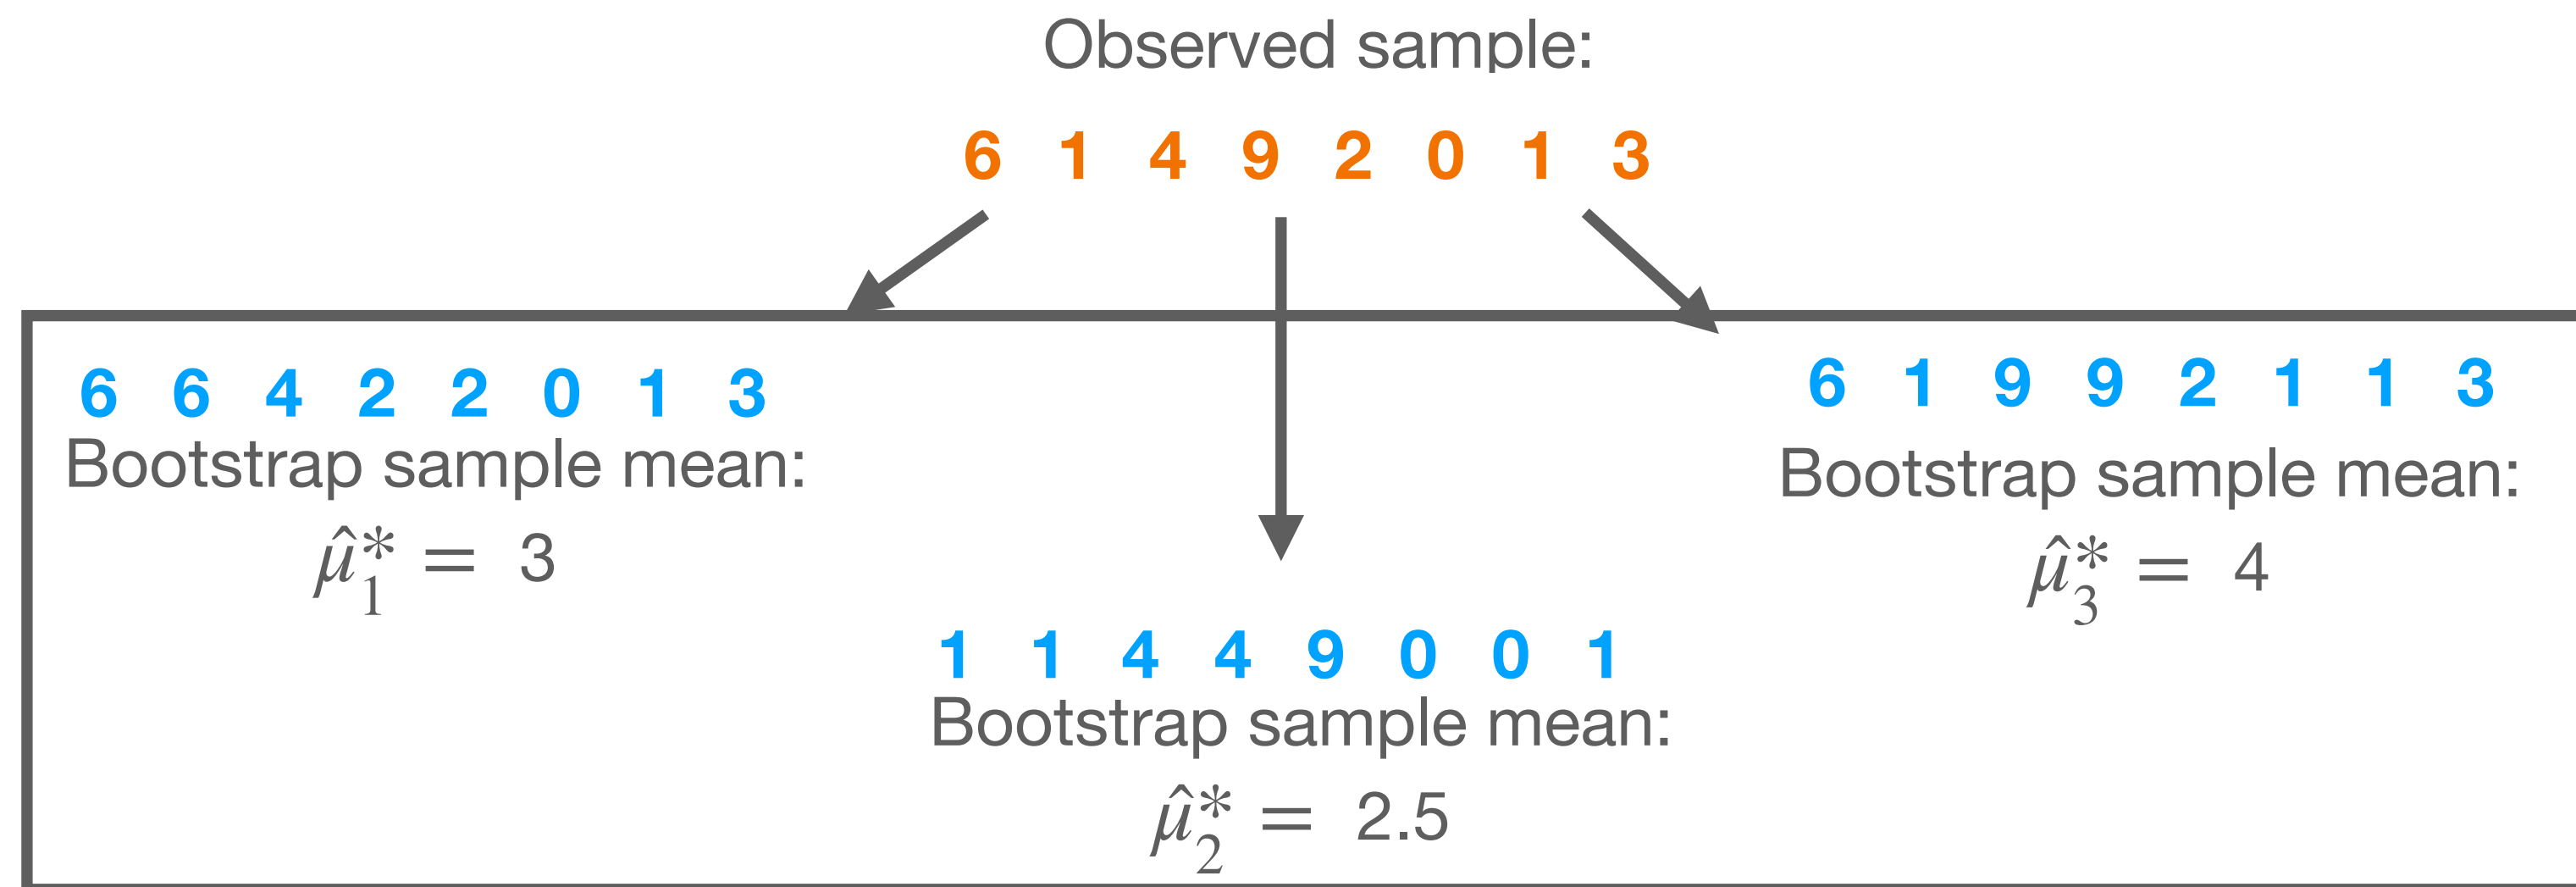 Observed sample:
6 1 4 9 2 0 1 3
6 6 4 2 2 0 1 3
Bootstrap sample mean:
μ̂₁* = 3
1 1 4 4 9 0 0 1
Bootstrap sample mean:
μ̂₂* = 2.5
6 1 9 9 2 1 1 3
Bootstrap sample mean:
μ̂₃* = 4